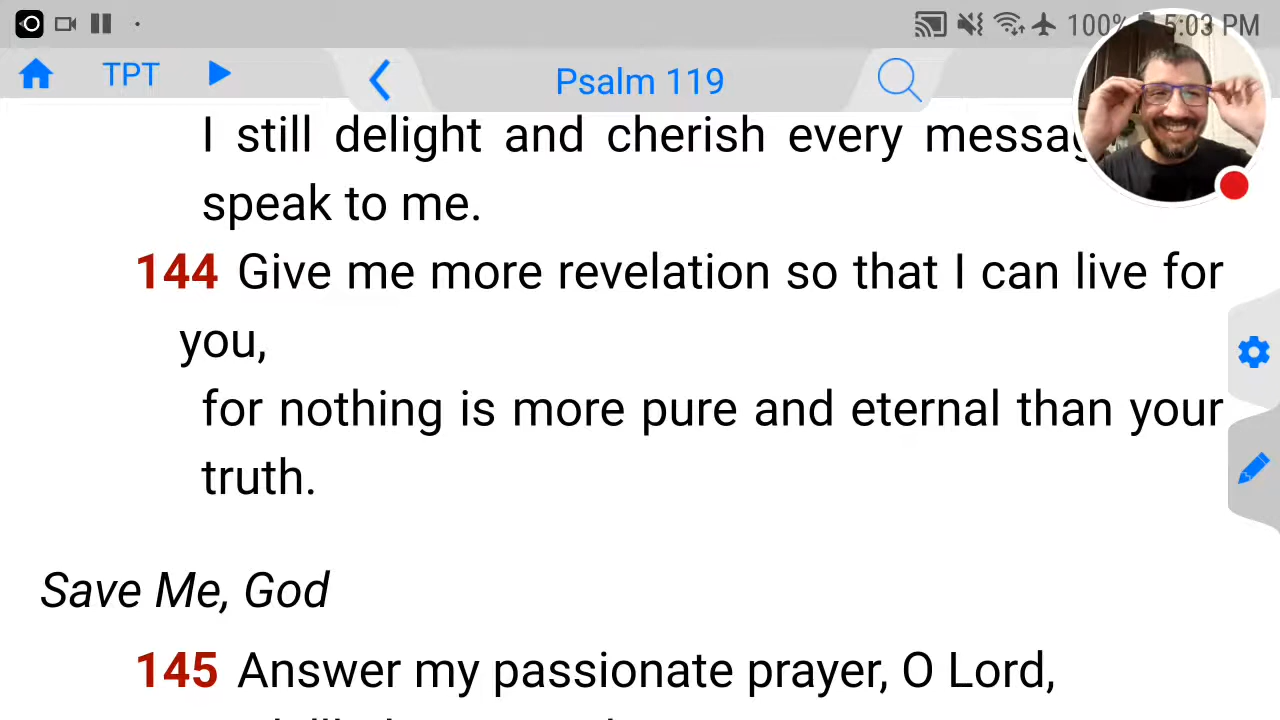 100% 5:03 PM
TPT Psalm 119
I still delight and cherish every
speak to me.
144 Give me more revelation so that I can live for
you,
for nothing is more pure and eternal than your
truth.
Save Me, God
145 Answer my passionate prayer, O Lord,